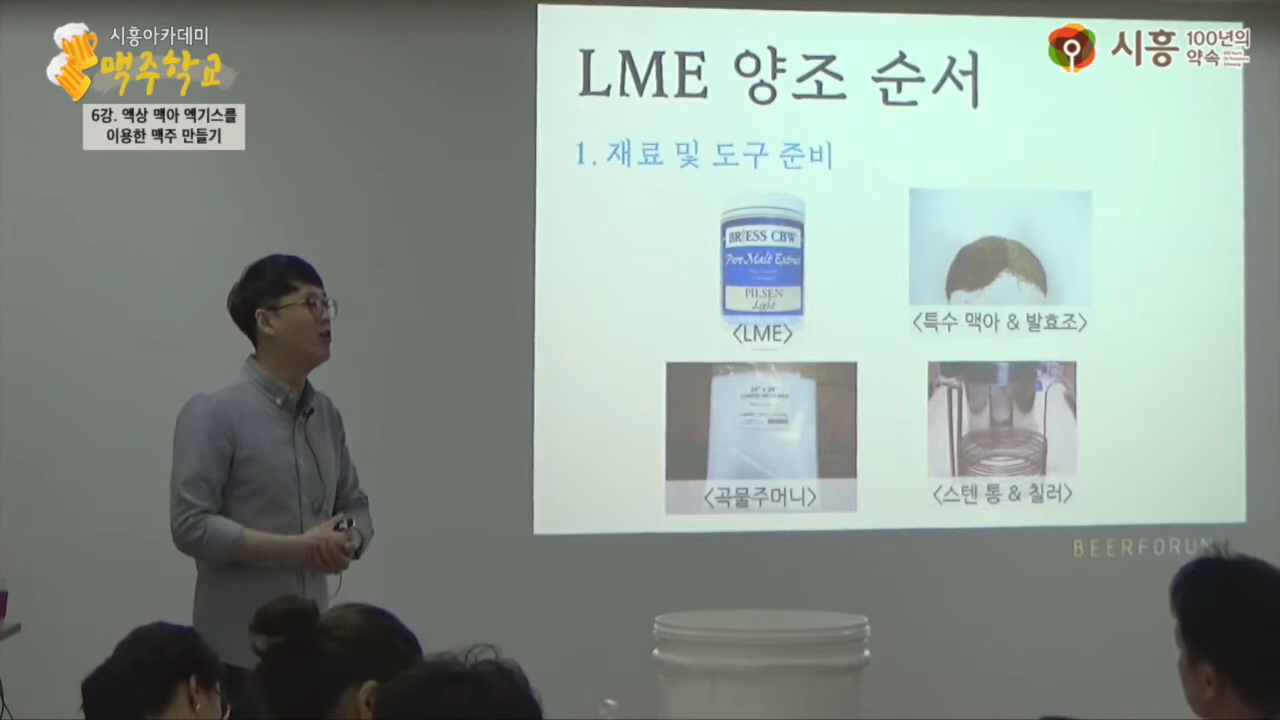 시흥아카데미
맥주학교
6강. 액상 맥아 엑기스를
이용한 맥주 만들기
시흥 100년의 약속
LME 양조 순서
1. 재료 및 도구 준비
BRIESS CBW
Pure Malt Extract
PILSEN
Light
<LME>
<특수 맥아 & 발효조>
24" x 24"
<곡물주머니>
<스텐 통 & 칠러>
BEERFORUM